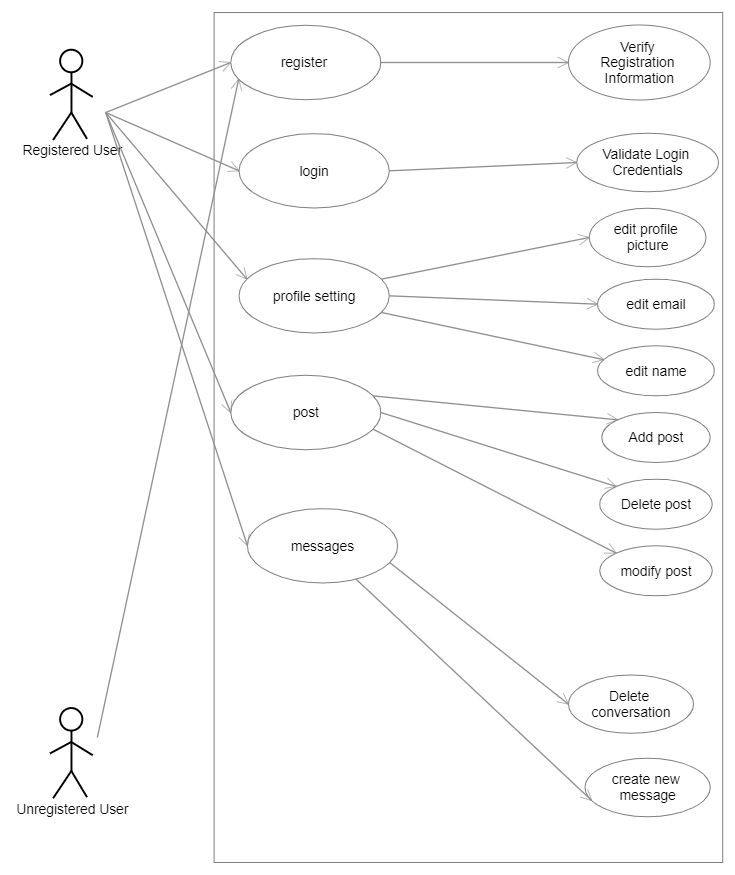 register
Verify
Registration
Information
Registered User
login
Validate Login
Credentials
profile setting
edit profile
picture
edit email
edit name
post
Add post
Delete post
modify post
messages
Delete
conversation
create new
message
Unregistered User